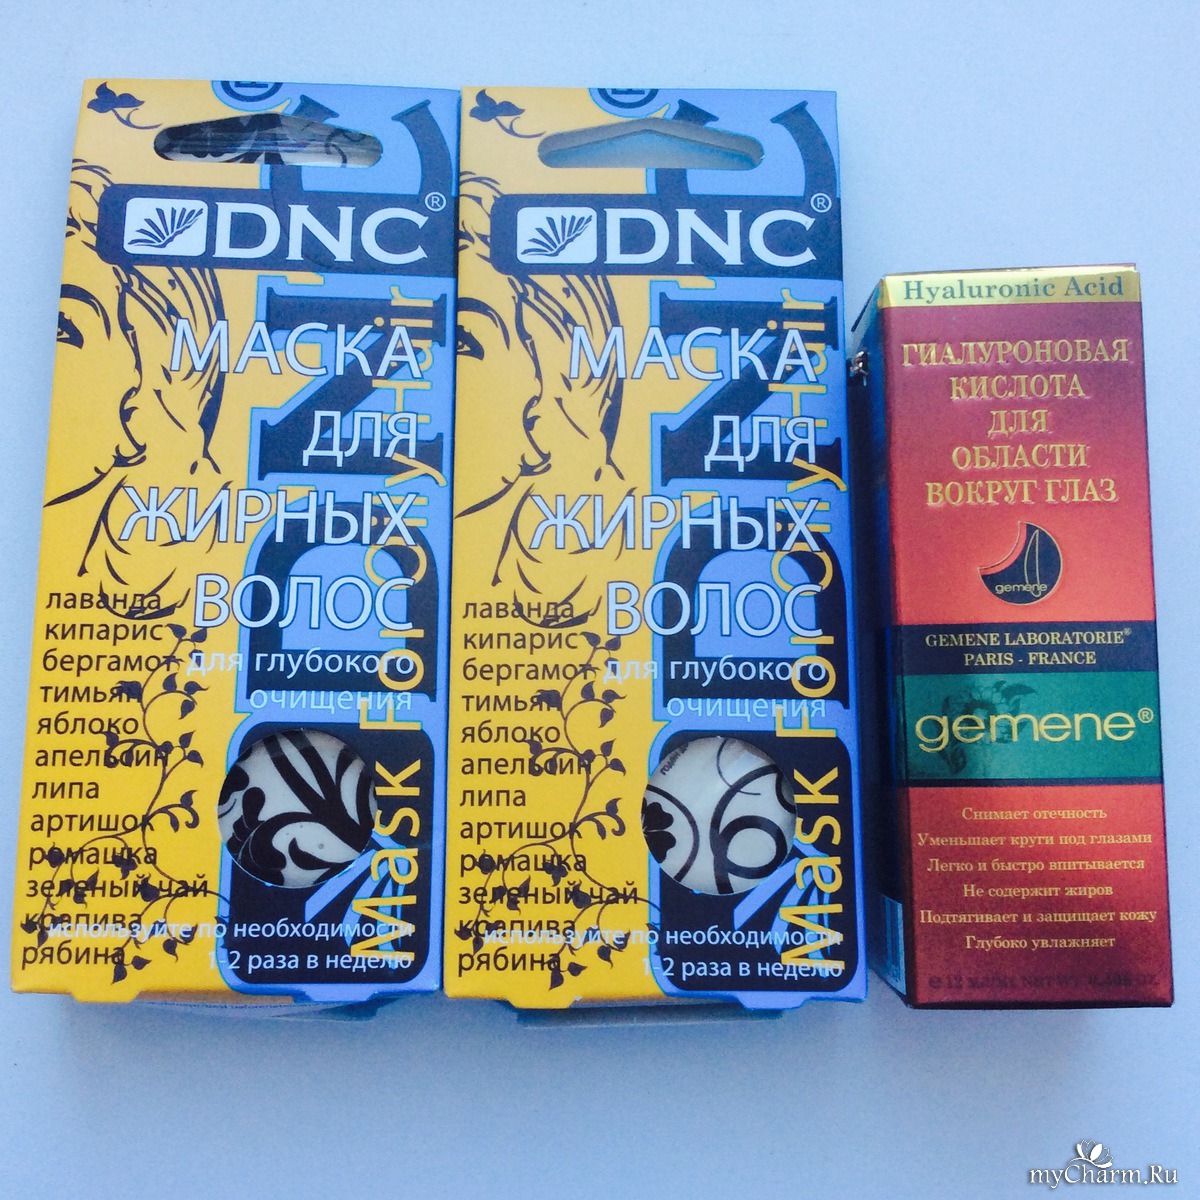 DNC®
МАСКА
ДЛЯ
ЖИРНЫХ
ВОЛОС
для глубокого
очищения
Mask For Oily Hair
лаванда
кипарис
бергамот
тимьян
яблоко
апельсин
липа
артишок
ромашка
зеленый чай
крапива
рябина
используйте по необходимости
1-2 раза в неделю
DNC®
МАСКА
ДЛЯ
ЖИРНЫХ
ВОЛОС
для глубокого
очищения
Mask For Oily Hair
лаванда
кипарис
бергамот
тимьян
яблоко
апельсин
липа
артишок
ромашка
зеленый чай
крапива
рябина
используйте по необходимости
1-2 раза в неделю
Hyaluronic Acid
ГИАЛУРОНОВАЯ
КИСЛОТА
ДЛЯ
ОБЛАСТИ
ВОКРУГ ГЛАЗ
gemene
GEMENE LABORATORIE®
PARIS - FRANCE
gemene®
Снимает отечность
Уменьшает круги под глазами
Легко и быстро впитывается
Не содержит жиров
Подтягивает и защищает кожу
Глубоко увлажняет
myCharm.Ru